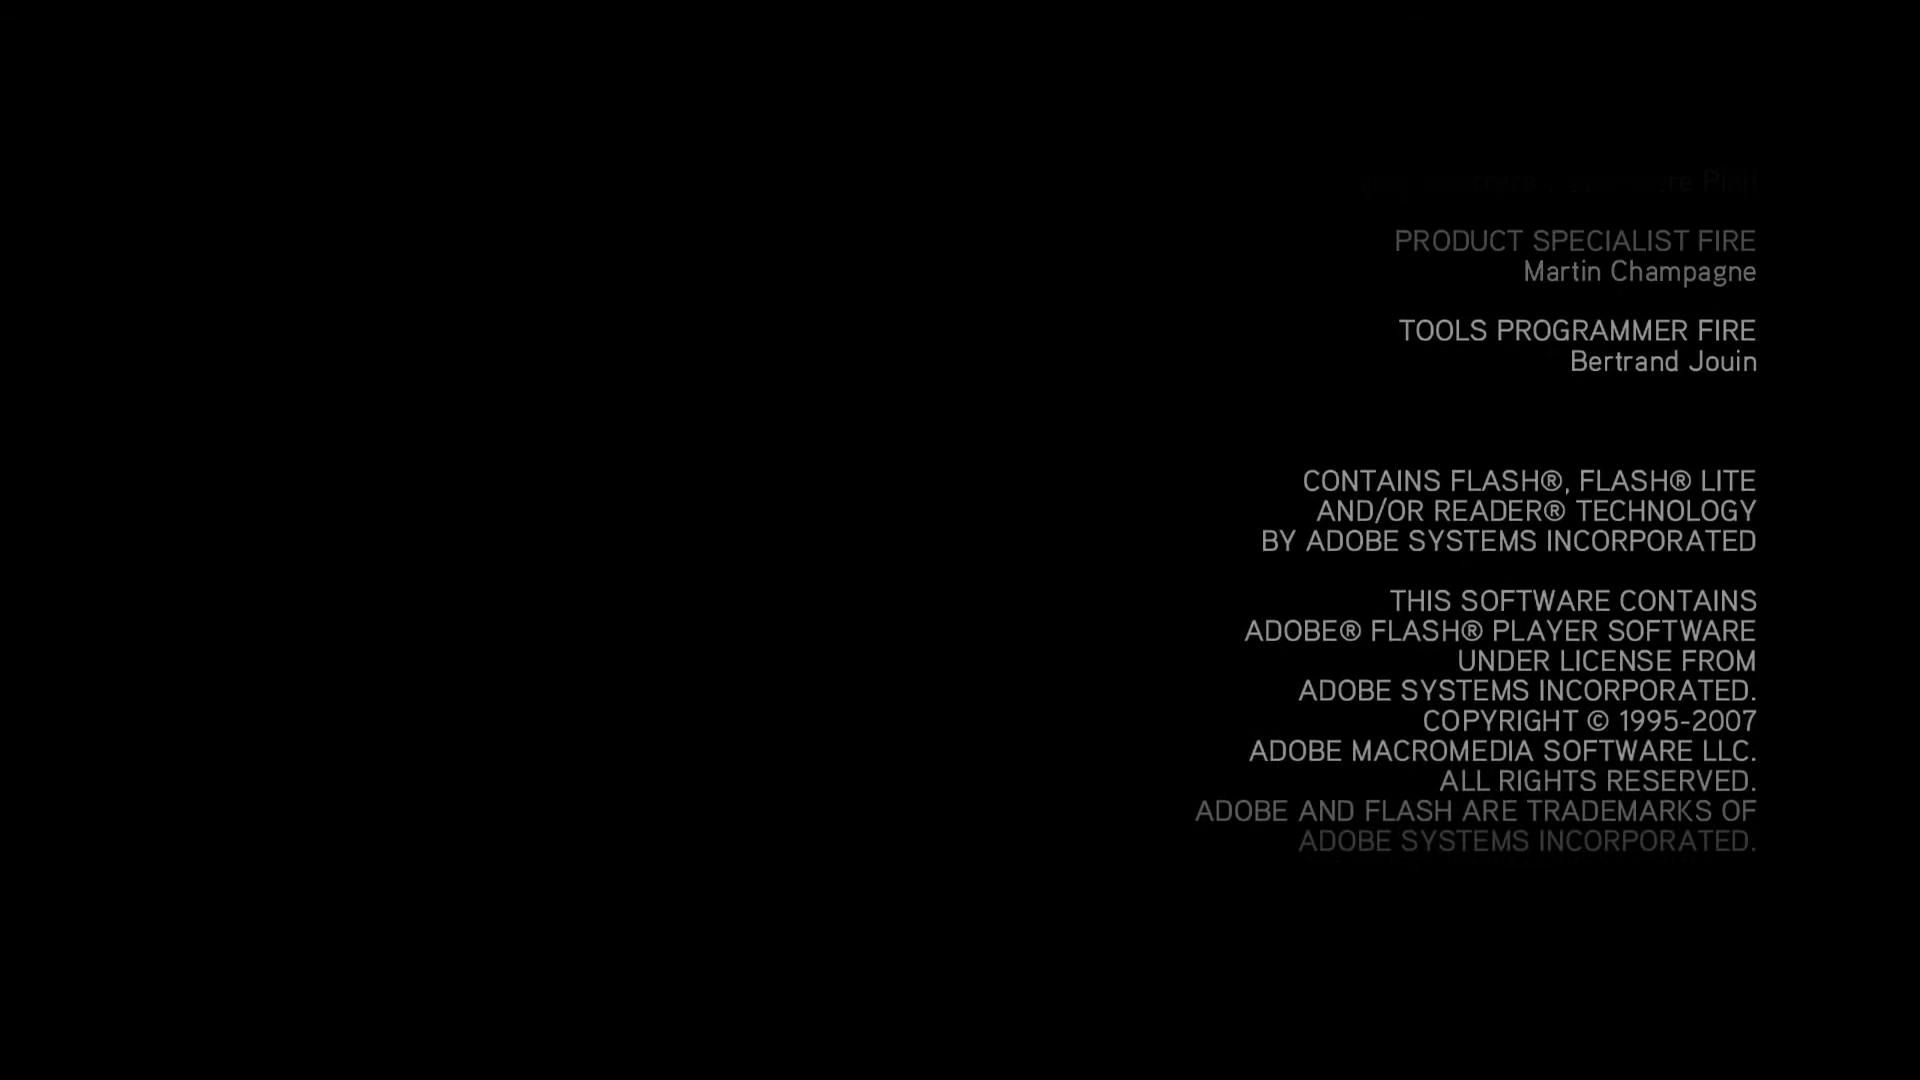 PRODUCT SPECIALIST FIRE
Martin Champagne
TOOLS PROGRAMMER FIRE
Bertrand Jouin
CONTAINS FLASH®, FLASH® LITE
AND/OR READER® TECHNOLOGY
BY ADOBE SYSTEMS INCORPORATED
THIS SOFTWARE CONTAINS
ADOBE® FLASH® PLAYER SOFTWARE
UNDER LICENSE FROM
ADOBE SYSTEMS INCORPORATED.
COPYRIGHT © 1995-2007
ADOBE MACROMEDIA SOFTWARE LLC.
ALL RIGHTS RESERVED.
ADOBE AND FLASH ARE TRADEMARKS OF
ADOBE SYSTEMS INCORPORATED.